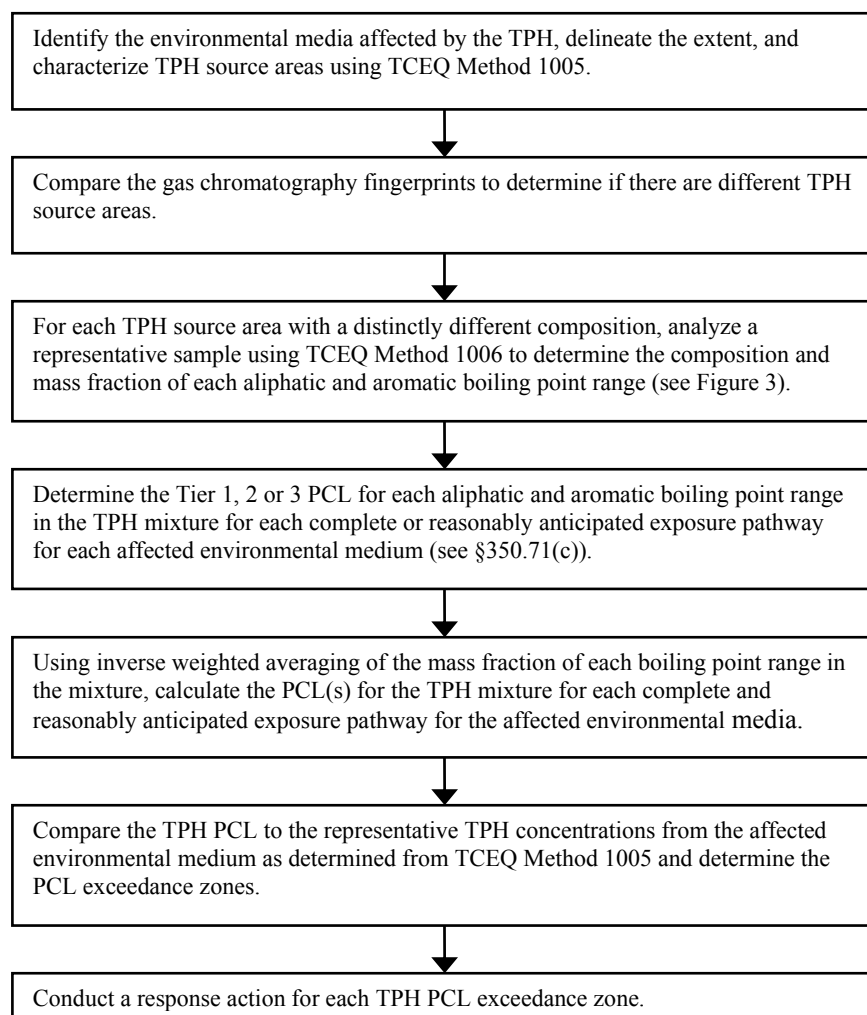 Identify the environmental media affected by the TPH, delineate the extent, and
characterize TPH source areas using TCEQ Method 1005.
Compare the gas chromatography fingerprints to determine if there are different TPH
source areas.
For each TPH source area with a distinctly different composition, analyze a
representative sample using TCEQ Method 1006 to determine the composition and
mass fraction of each aliphatic and aromatic boiling point range (see Figure 3).
Determine the Tier 1, 2 or 3 PCL for each aliphatic and aromatic boiling point range
in the TPH mixture for each complete or reasonably anticipated exposure pathway
for each affected environmental medium (see §350.71(c)).
Using inverse weighted averaging of the mass fraction of each boiling point range in
the mixture, calculate the PCL(s) for the TPH mixture for each complete and
reasonably anticipated exposure pathway for the affected environmental media.
Compare the TPH PCL to the representative TPH concentrations from the affected
environmental medium as determined from TCEQ Method 1005 and determine the
PCL exceedance zones.
Conduct a response action for each TPH PCL exceedance zone.